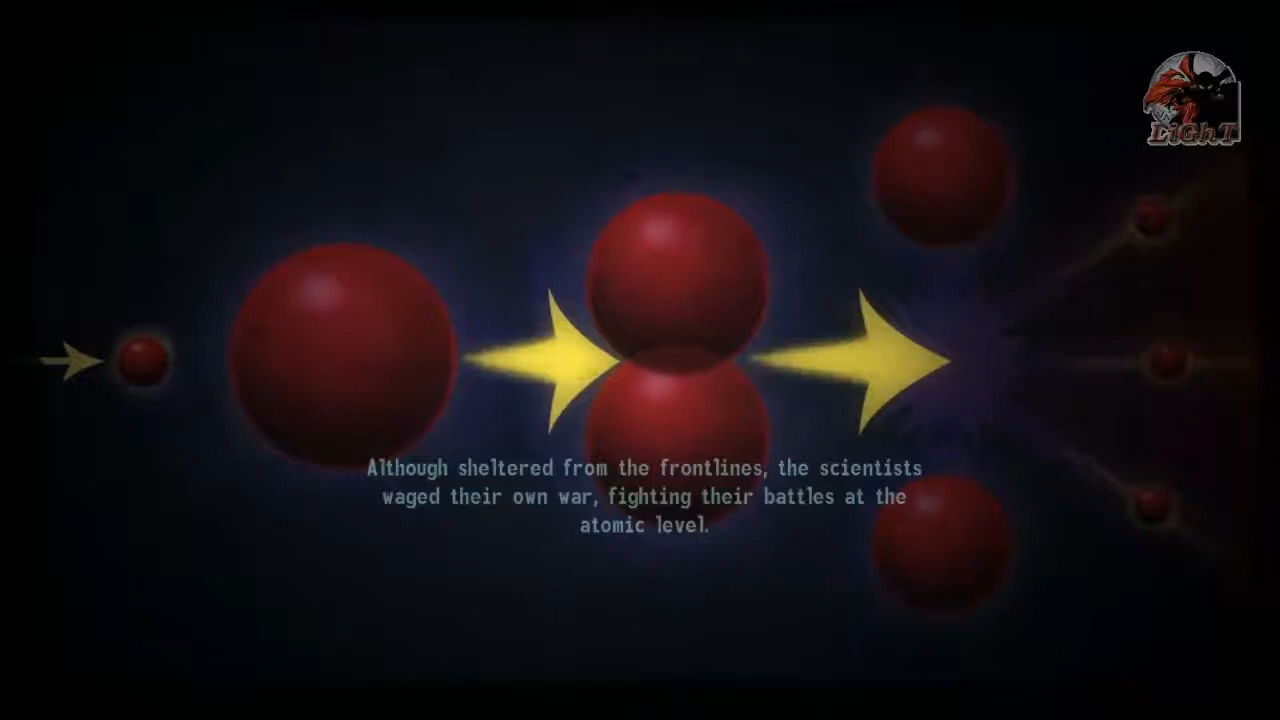 LiGhT
Although sheltered from the frontlines, the scientists
waged their own war, fighting their battles at the
atomic level.